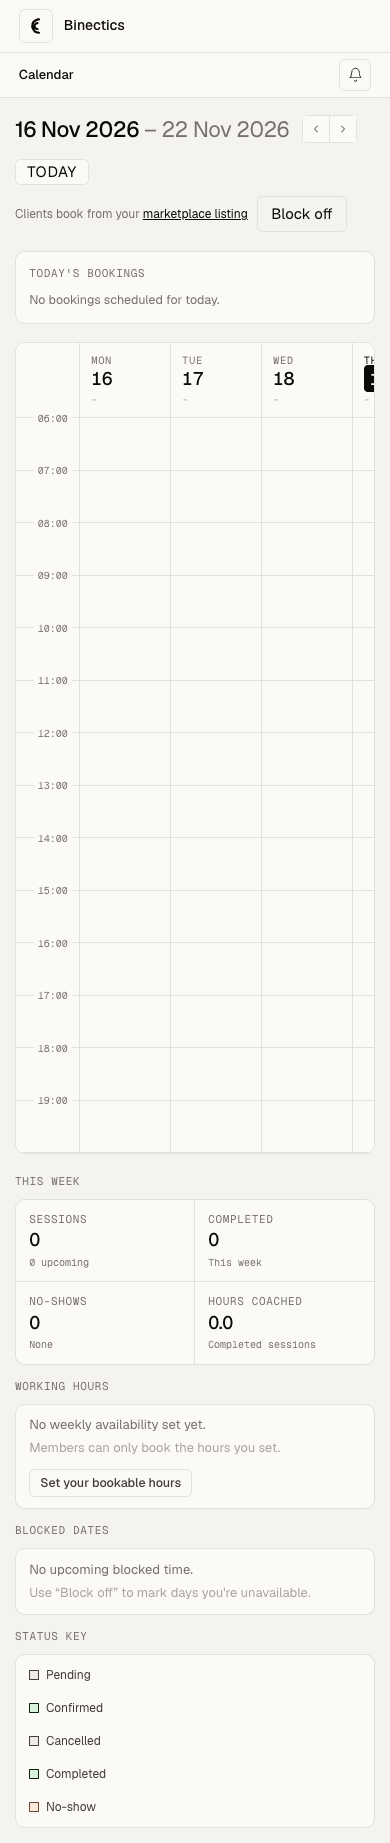 Binectics
Calendar
16 Nov 2026 – 22 Nov 2026
TODAY
Clients book from your marketplace listing
Block off
TODAY'S BOOKINGS
No bookings scheduled for today.
MON TUE WED
16 17 18
- - - -
06:00
07:00
08:00
09:00
10:00
11:00
12:00
13:00
14:00
15:00
16:00
17:00
18:00
19:00
THIS WEEK
SESSIONS COMPLETED
0 0
0 upcoming This week
NO-SHOWS HOURS COACHED
0 0.0
None Completed sessions
WORKING HOURS
No weekly availability set yet.
Members can only book the hours you set.
Set your bookable hours
BLOCKED DATES
No upcoming blocked time.
Use “Block off” to mark days you're unavailable.
STATUS KEY
Pending
Confirmed
Cancelled
Completed
No-show